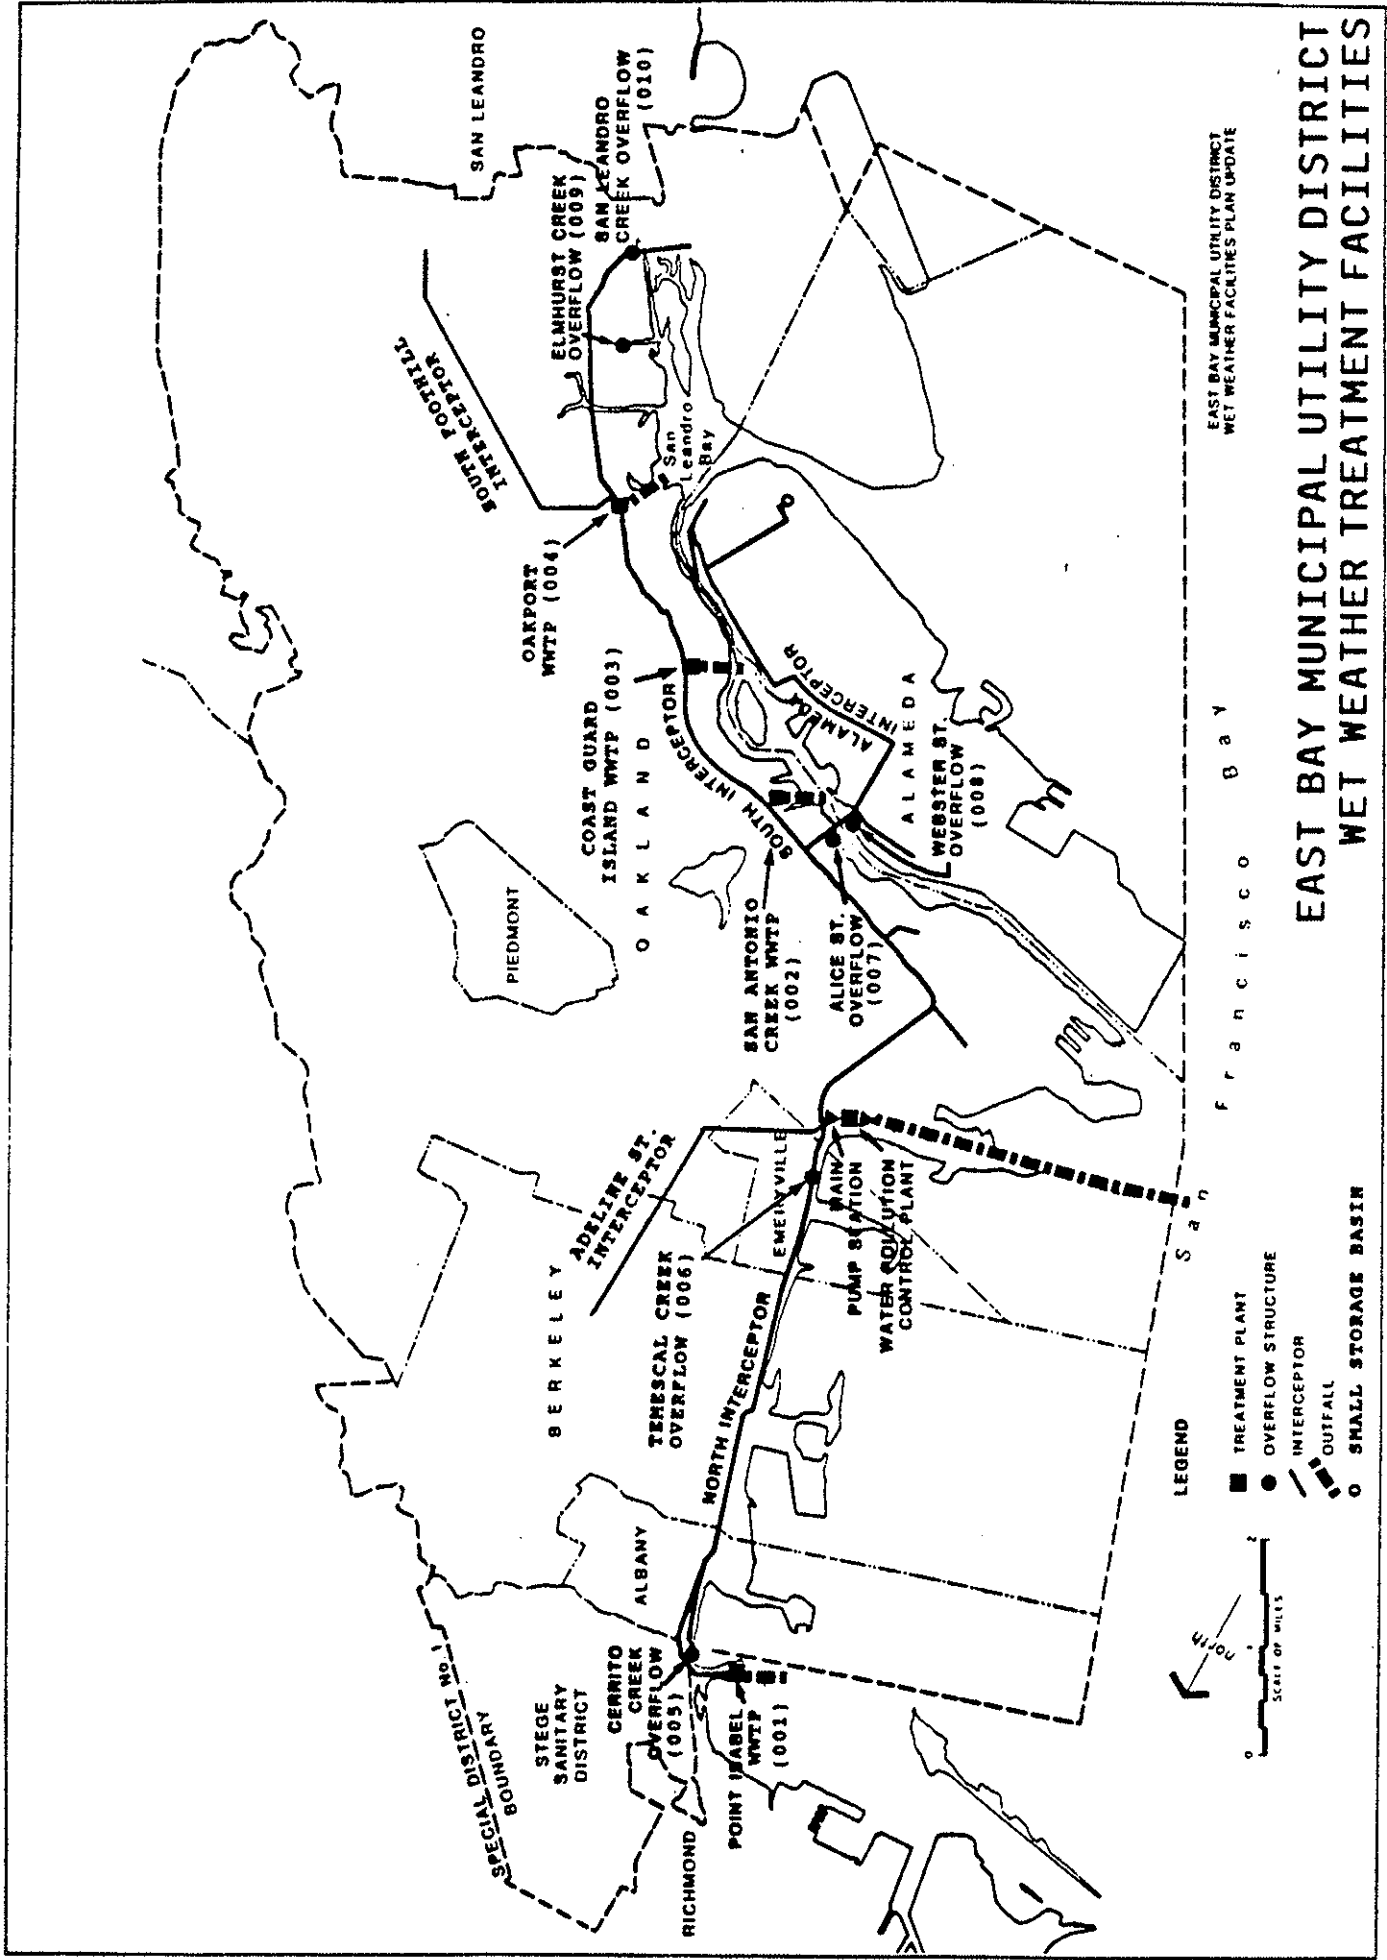 SPECIAL DISTRICT No. 1
BOUNDARY
STEGE
SANITARY
DISTRICT
CERRITO
CREEK
OVERFLOW
(005)
RICHMOND
POINT ISABEL
WWTP
(001)
ALBANY
BERKELEY
ADELINE ST.
INTERCEPTOR
TEMESCAL CREEK
OVERFLOW (006)
NORTH INTERCEPTOR
EMERYVILLE
MAIN
PUMP STATION
WATER POLLUTION
CONTROL PLANT
PIEDMONT
OAKLAND
SAN ANTONIO
CREEK WWTP
(002)
ALICE ST.
OVERFLOW
(007)
COAST GUARD
ISLAND WWTP (003)
SOUTH INTERCEPTOR
OAKPORT
WWTP (004)
SOUTH FOOTHILL
INTERCEPTOR
ALAMEDA
INTERCEPTOR
ALAMEDA
WEBSTER ST.
OVERFLOW
(008)
ELMHURST CREEK
OVERFLOW (009)
SAN LEANDRO
CREEK OVERFLOW
(010)
SAN LEANDRO
San
Leandro
Bay
San Francisco Bay
LEGEND
TREATMENT PLANT
OVERFLOW STRUCTURE
INTERCEPTOR
OUTFALL
O SMALL STORAGE BASIN
north
0 1 2
SCALE OF MILES
EAST BAY MUNICIPAL UTILITY DISTRICT
WET WEATHER FACILITIES PLAN UPDATE
EAST BAY MUNICIPAL UTILITY DISTRICT
WET WEATHER TREATMENT FACILITIES